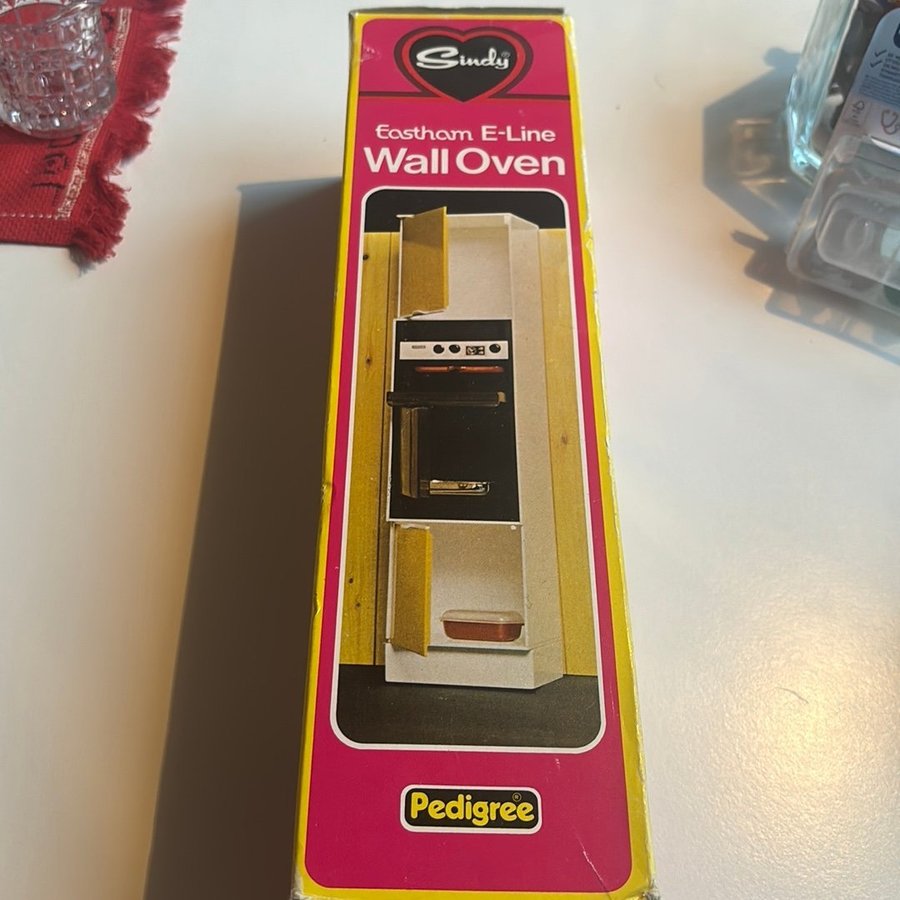 Sindy®
Eastham E-Line
Wall Oven
Pedigree®